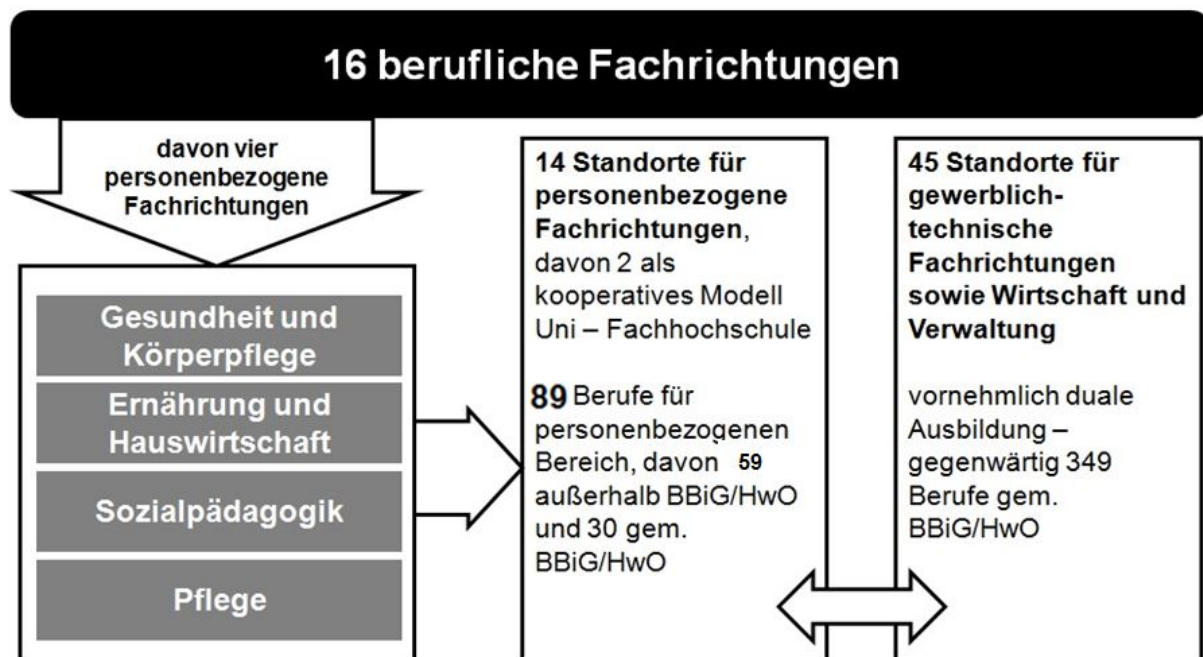 16 berufliche Fachrichtungen
davon vier
personenbezogene
Fachrichtungen
Gesundheit und
Körperpflege
Ernährung und
Hauswirtschaft
Sozialpädagogik
Pflege
14 Standorte für
personenbezogene
Fachrichtungen,
davon 2 als
kooperatives Modell
Uni – Fachhochschule
89 Berufe für
personenbezogenen
Bereich, davon 59
außerhalb BBiG/HwO
und 30 gem.
BBiG/HwO
45 Standorte für
gewerblich-
technische
Fachrichtungen
sowie Wirtschaft und
Verwaltung
vornehmlich duale
Ausbildung –
gegenwärtig 349
Berufe gem.
BBiG/HwO